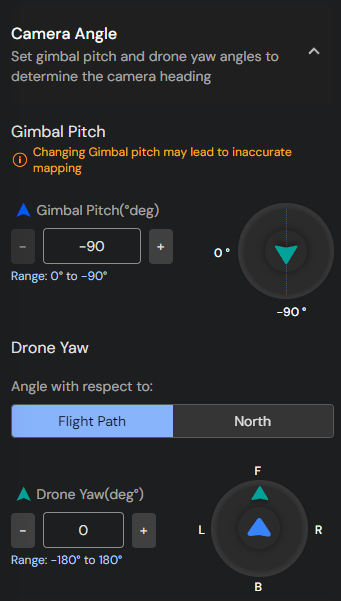 Camera Angle
Set gimbal pitch and drone yaw angles to
determine the camera heading
Gimbal Pitch
Changing Gimbal pitch may lead to inaccurate
mapping
Gimbal Pitch(°deg)
- -90 +
0 °
Range: 0° to -90°
-90 °
Drone Yaw
Angle with respect to:
Flight Path North
F
Drone Yaw(deg°)
- 0 +
L R
Range: -180° to 180°
B